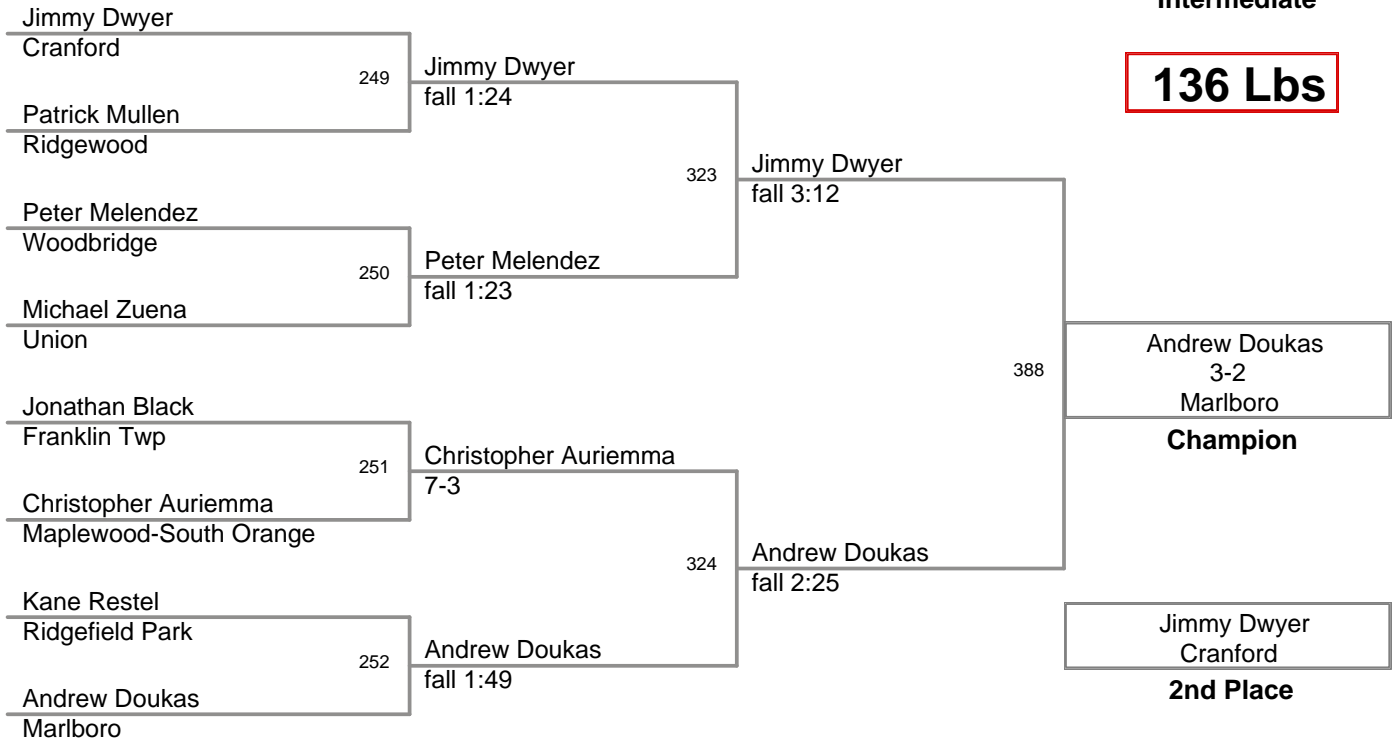 Intermediate
136 Lbs
Jimmy Dwyer
Cranford
249
Patrick Mullen
Ridgewood
Jimmy Dwyer
fall 1:24
323
Peter Melendez
Woodbridge
250
Michael Zuena
Union
Peter Melendez
fall 1:23
Jimmy Dwyer
fall 3:12
388
Jonathan Black
Franklin Twp
251
Christopher Auriemma
Maplewood-South Orange
Christopher Auriemma
7-3
324
Kane Restel
Ridgefield Park
252
Andrew Doukas
Marlboro
Andrew Doukas
fall 1:49
Andrew Doukas
fall 2:25
Andrew Doukas
3-2
Marlboro
Champion
Jimmy Dwyer
Cranford
2nd Place